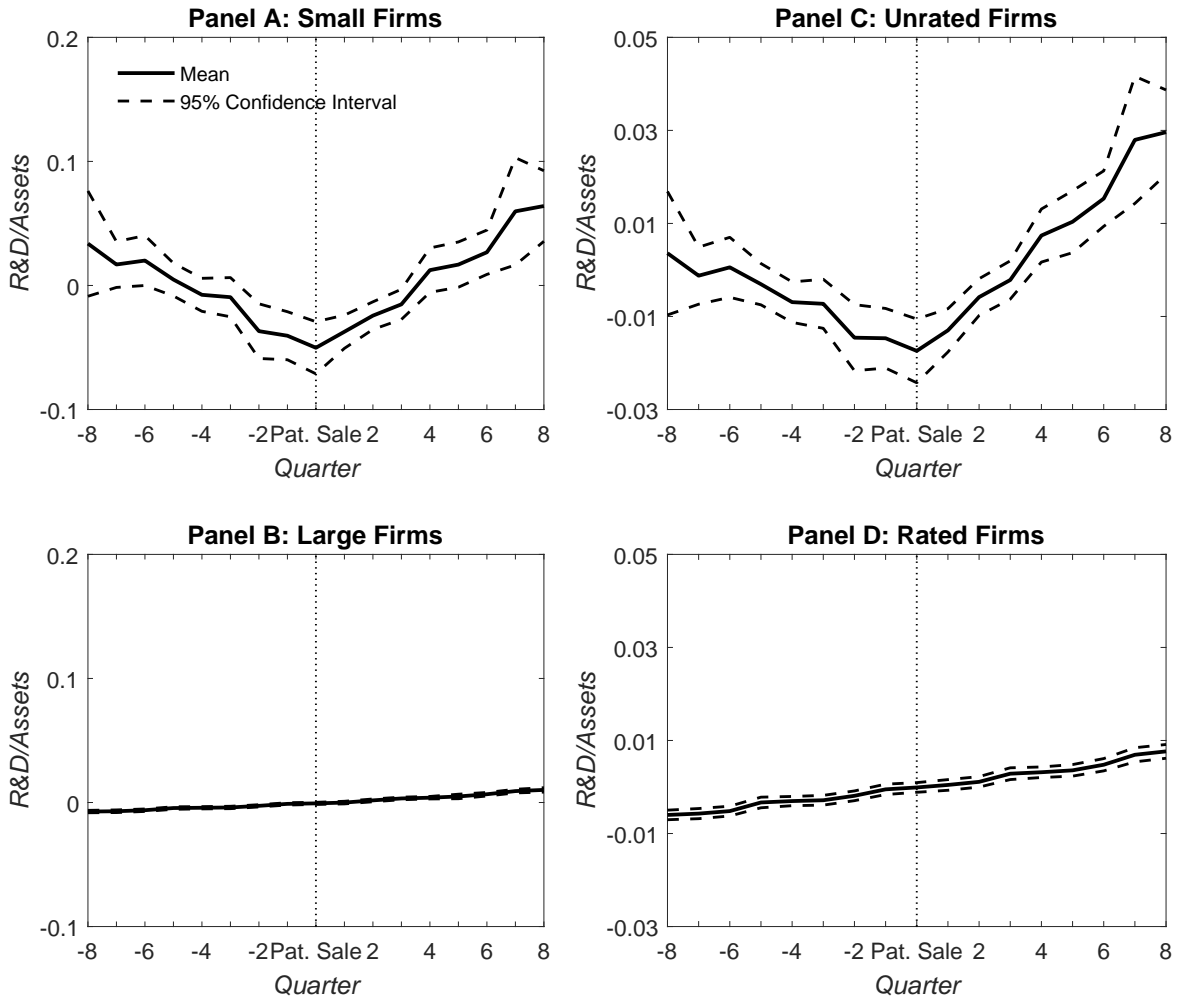 Panel A: Small Firms
0.2
0.1
0
-0.1
R&D/Assets
Mean
95% Confidence Interval
-8 -6 -4 -2 Pat. Sale 2 4 6 8
Quarter
Panel C: Unrated Firms
0.05
0.03
0.01
-0.01
-0.03
R&D/Assets
-8 -6 -4 -2 Pat. Sale 2 4 6 8
Quarter
Panel B: Large Firms
0.2
0.1
0
-0.1
R&D/Assets
-8 -6 -4 -2 Pat. Sale 2 4 6 8
Quarter
Panel D: Rated Firms
0.05
0.03
0.01
-0.01
-0.03
R&D/Assets
-8 -6 -4 -2 Pat. Sale 2 4 6 8
Quarter